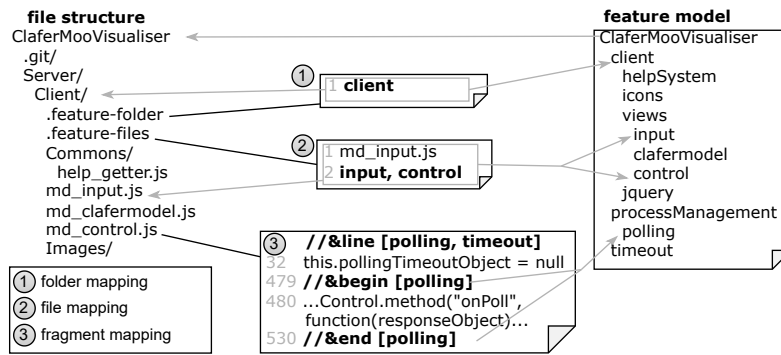 file structure
ClaferMooVisualiser
.git/
Server/
Client/
.feature-folder
.feature-files
Commons/
help_getter.js
md_input.js
md_clafermodel.js
md_control.js
Images/
1 folder mapping
2 file mapping
3 fragment mapping
1
1 client
2
1 md_input.js
2 input, control
3 //&line [polling, timeout]
32 this.pollingTimeoutObject = null
479 //&begin [polling]
480 ...Control.method("onPoll",
function(responseObject)...
530 //&end [polling]
feature model
ClaferMooVisualiser
client
helpSystem
icons
views
input
clafermodel
control
jquery
processManagement
polling
timeout